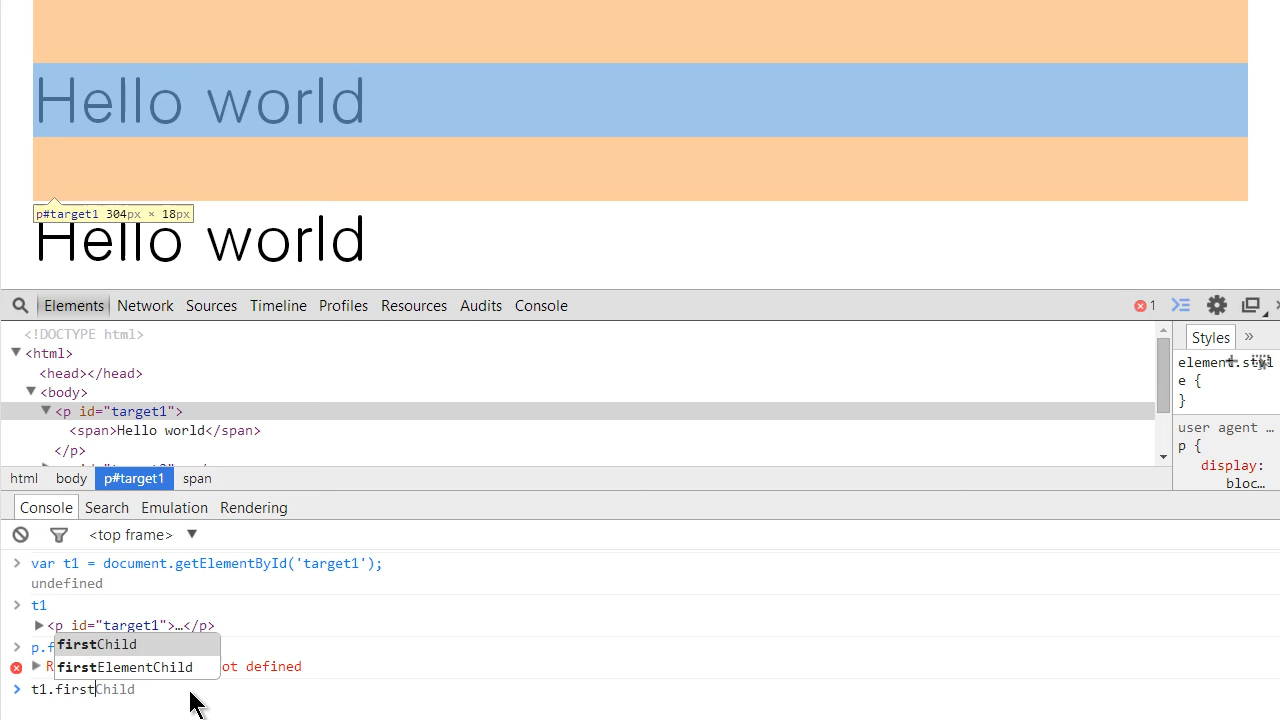 Hello world
p#target1 304px × 18px
Hello world
Elements Network Sources Timeline Profiles Resources Audits Console 1
<!DOCTYPE html>
▼<html>
<head></head>
▼<body>
▼<p id="target1">
<span>Hello world</span>
</p>
html body p#target1 span
Styles »
element.styl
e {
}
user agent …
p {
display:
bloc…
Console Search Emulation Rendering
<top frame> ▼
> var t1 = document.getElementById('target1');
undefined
> t1
▶<p id="target1">…</p>
> p.f
firstChild
▶ R ot defined
firstElementChild
> t1.firstChild